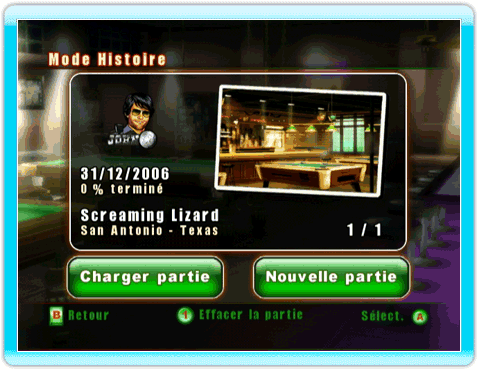 Mode Histoire
JOHN
31/12/2006
0 % terminé
Screaming Lizard
San Antonio - Texas
1 / 1
Charger partie
Nouvelle partie
B Retour
1 Effacer la partie
Sélect. A